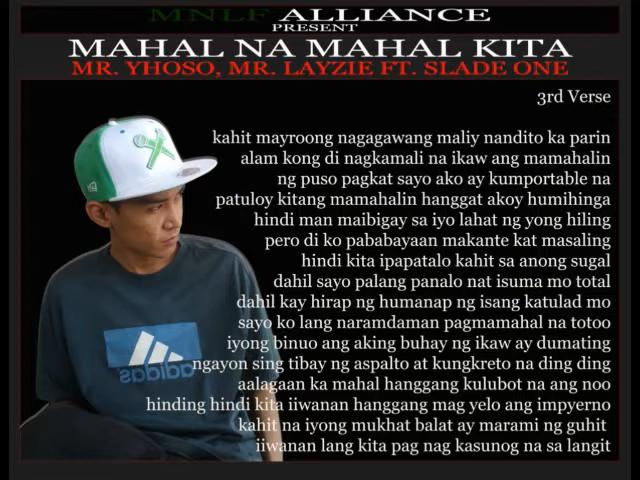 MNLF ALLIANCE
PRESENT
MAHAL NA MAHAL KITA
MR. YHOSO, MR. LAYZIE FT. SLADE ONE
3rd Verse
kahit mayroong nagagawang maliy nandito ka parin
alam kong di nagkamali na ikaw ang mamahalin
ng puso pagkat sayo ako ay kumportable na
patuloy kitang mamahalin hanggat akoy humihinga
hindi man maibigay sa iyo lahat ng yong hiling
pero di ko pababayaan makante kat masaling
hindi kita ipapatalo kahit sa anong sugal
dahil sayo palang panalo nat isuma mo total
dahil kay hirap ng humanap ng isang katulad mo
sayo ko lang naramdaman pagmamahal na totoo
iyong binuo ang aking buhay ng ikaw ay dumating
ngayon sing tibay ng aspalto at kungkreto na ding ding
aalagaan ka mahal hanggang kulubot na ang noo
hinding hindi kita iiwanan hanggang mag yelo ang impyerno
kahit na iyong mukhat balat ay marami ng guhit
iiwanan lang kita pag nag kasunog na sa langit
adidas